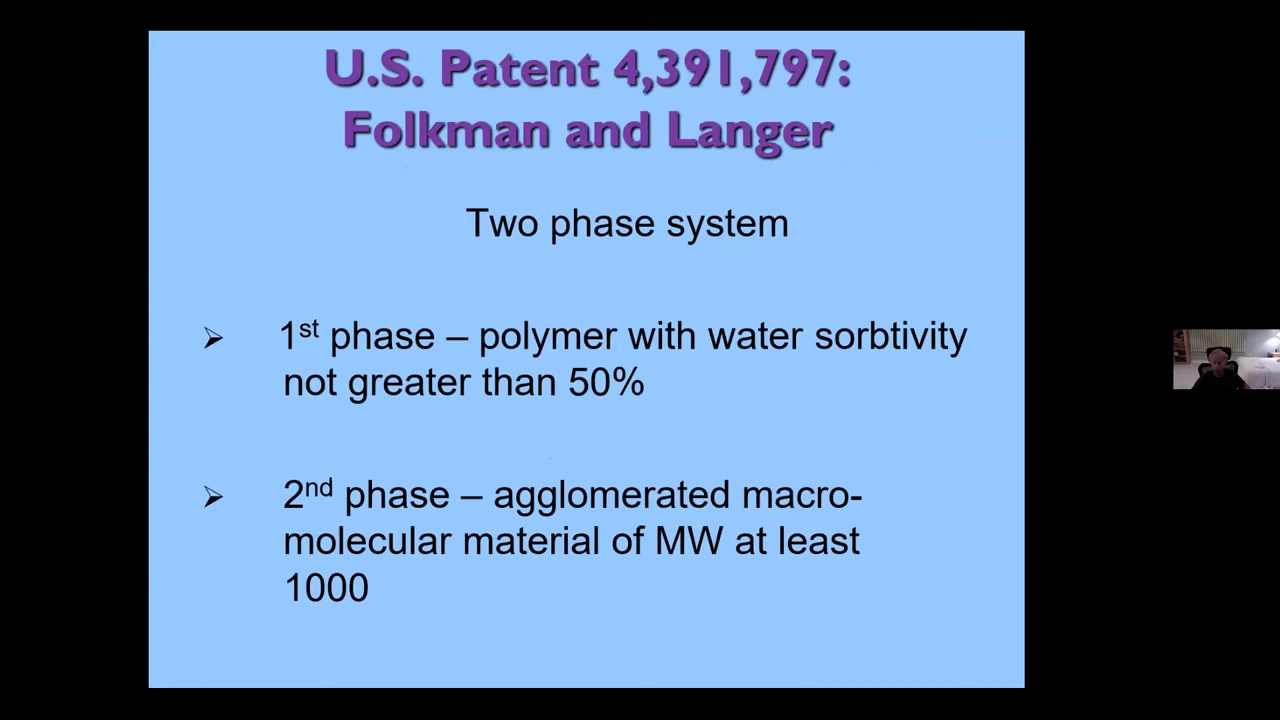 U.S. Patent 4,391,797:
Folkman and Langer
Two phase system
➢ 1st phase – polymer with water sorbtivity
not greater than 50%
➢ 2nd phase – agglomerated macro-
molecular material of MW at least
1000